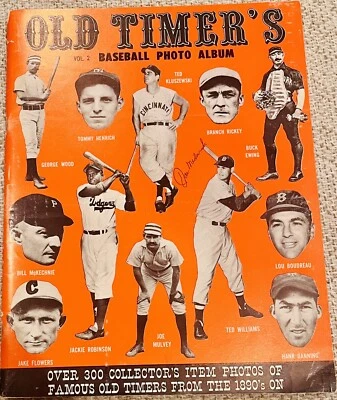 OLD TIMER'S
VOL. 2 BASEBALL PHOTO ALBUM
TED
KLUSZEWSKI
CINCINNATI
TOMMY HENRICH
BRANCH RICKEY
GEORGE WOOD
BUCK
EWING
Dodgers
BILL McKECHNIE
B
LOU BOUDREAU
C
JAKE FLOWERS
JACKIE ROBINSON
JOE
MULVEY
TED WILLIAMS
HANK
OVER 300 COLLECTOR'S ITEM PHOTOS OF
FAMOUS OLD TIMERS FROM THE 1890's ON